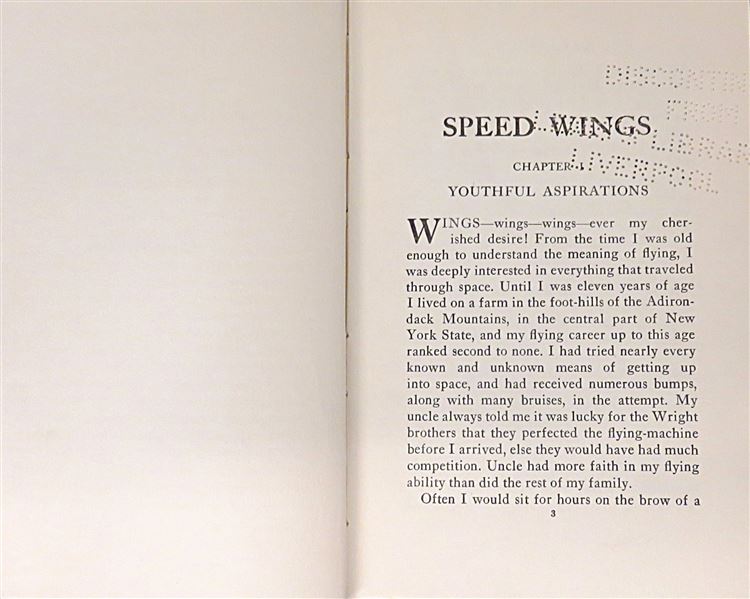 DISCONTIN
FROM
SPEED WINGS
LIBRAR
CHAPTER I
LIVERPOOL
YOUTHFUL ASPIRATIONS
WINGS—wings—wings—ever my cher-
ished desire! From the time I was old
enough to understand the meaning of flying, I
was deeply interested in everything that traveled
through space. Until I was eleven years of age
I lived on a farm in the foot-hills of the Adiron-
dack Mountains, in the central part of New
York State, and my flying career up to this age
ranked second to none. I had tried nearly every
known and unknown means of getting up
into space, and had received numerous bumps,
along with many bruises, in the attempt. My
uncle always told me it was lucky for the Wright
brothers that they perfected the flying-machine
before I arrived, else they would have had much
competition. Uncle had more faith in my flying
ability than did the rest of my family.
Often I would sit for hours on the brow of a
3